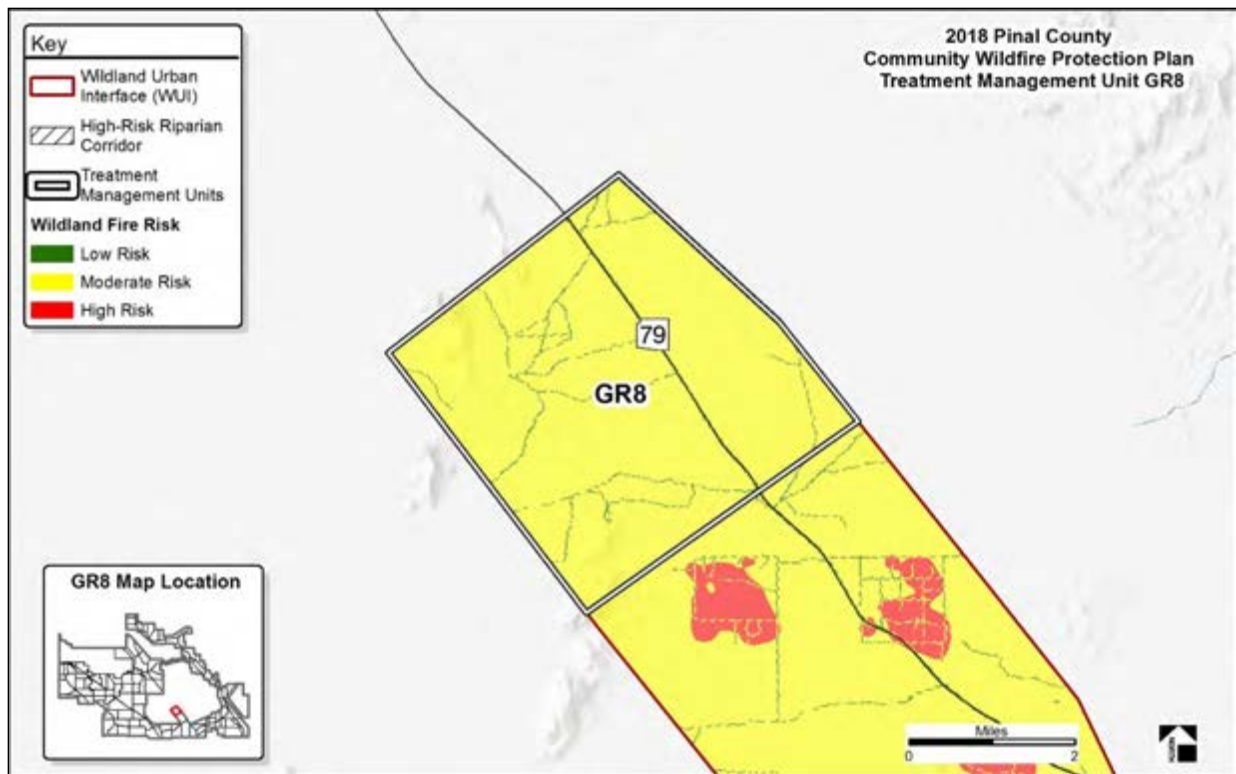 Key
Wildland Urban
Interface (WUI)
High-Risk Riparian
Corridor
Treatment
Management Units
Wildland Fire Risk
Low Risk
Moderate Risk
High Risk
2018 Pinal County
Community Wildfire Protection Plan
Treatment Management Unit GR8
79
GR8
GR8 Map Location
Miles
0 2